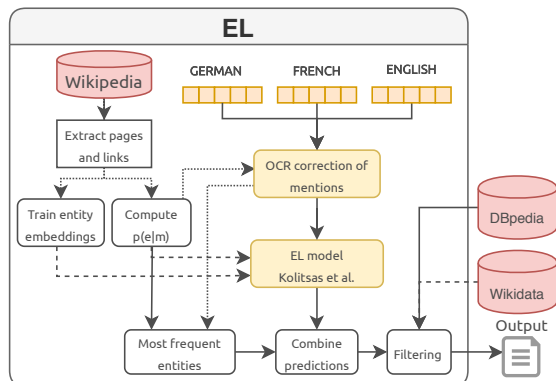 EL
Wikipedia
GERMAN
FRENCH
ENGLISH
Extract pages
and links
OCR correction of
mentions
Train entity
embeddings
Compute
p(e|m)
DBpedia
EL model
Kolitsas et al.
Wikidata
Output
Most frequent
entities
Combine
predictions
Filtering